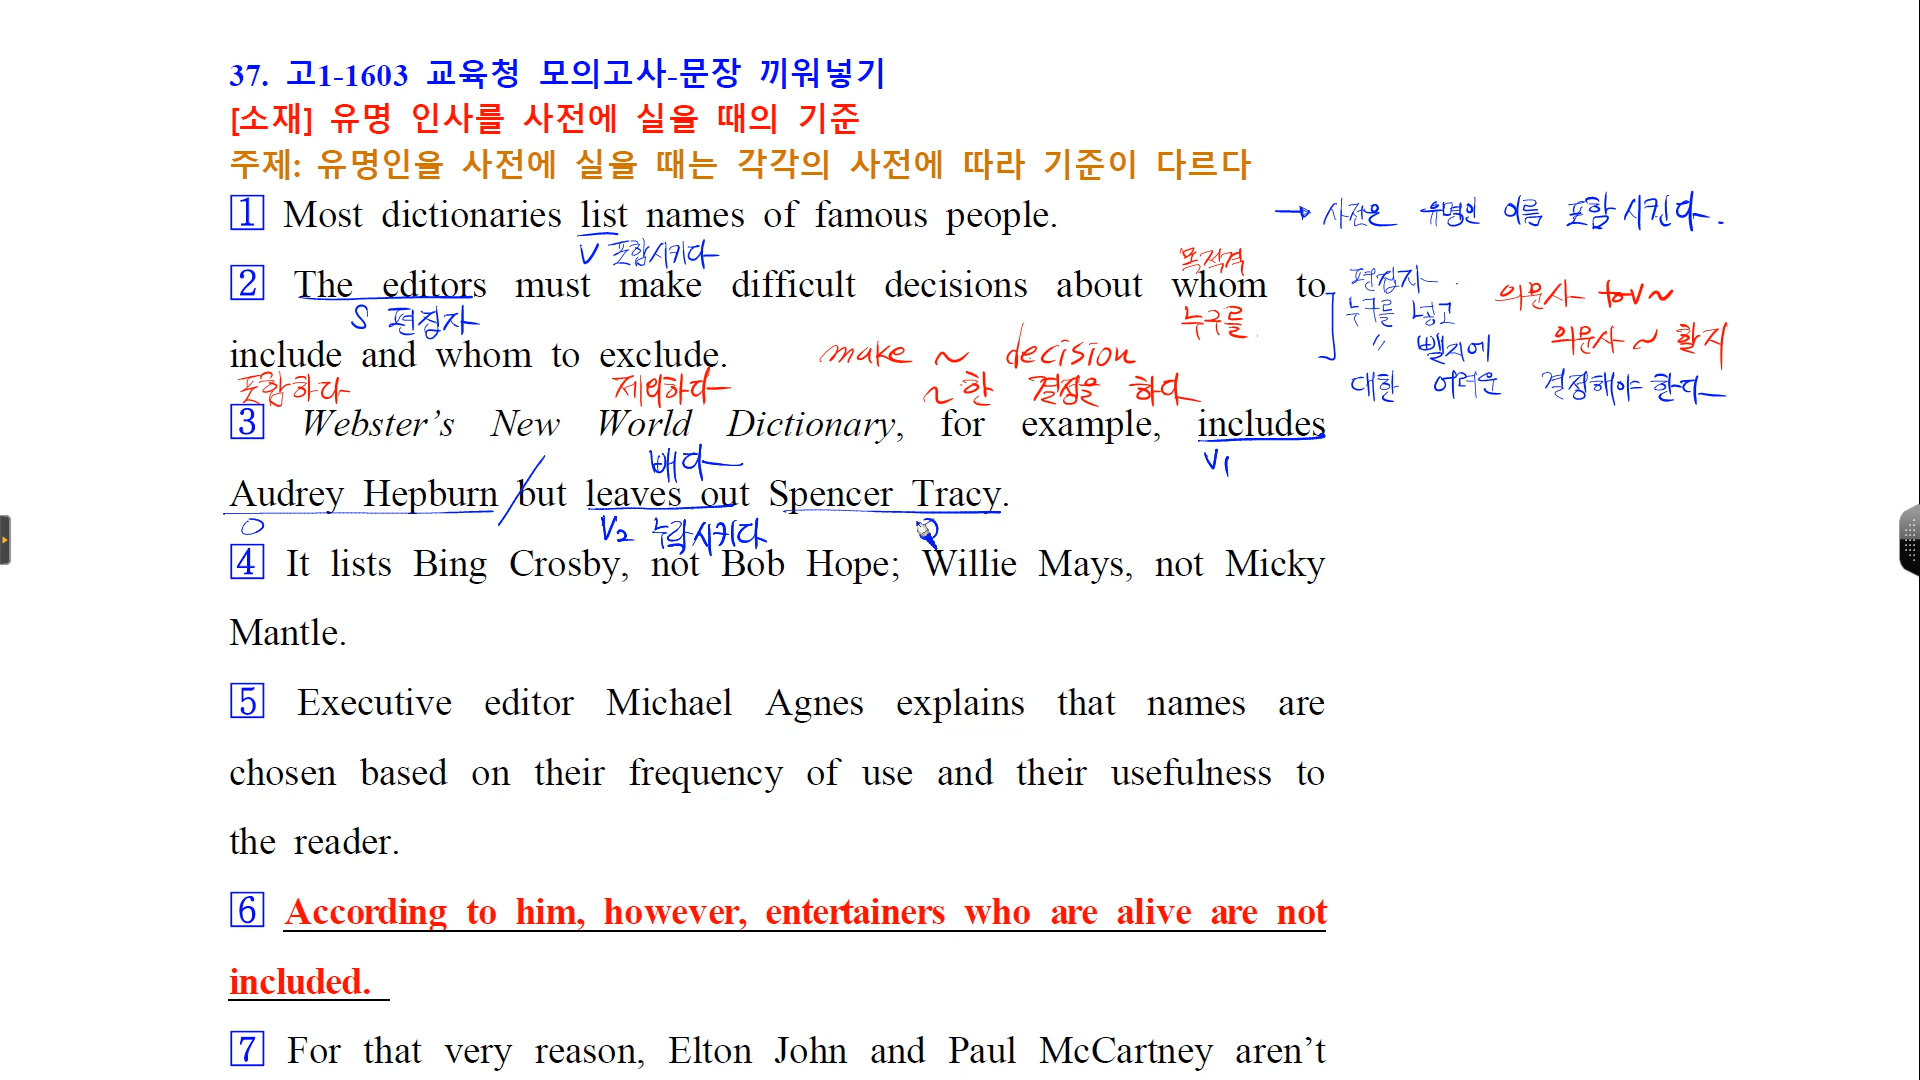 37. 고1-1603 교육청 모의고사-문장 끼워넣기
[소재] 유명 인사를 사전에 실을 때의 기준
주제: 유명인을 사전에 실을 때는 각각의 사전에 따라 기준이 다르다
1 Most dictionaries list names of famous people.
→ 사전은 유명인 이름 포함시킨다.
V 포함시키다
목적격
2 The editors must make difficult decisions about whom to
편집자
의문사 to v ~
S 편집자
누구를
누구를 넣고
include and whom to exclude.
make ~ decision
〃 뺄지에
의문사 ~ 할지
포함하다
제외하다
~한 결정을 하다
대한 어려운 결정해야 한다
3 Webster's New World Dictionary, for example, includes
빼다
V1
Audrey Hepburn / but leaves out Spencer Tracy.
O
V2 누락시키다
4 It lists Bing Crosby, not Bob Hope; Willie Mays, not Micky
Mantle.
5 Executive editor Michael Agnes explains that names are
chosen based on their frequency of use and their usefulness to
the reader.
6 According to him, however, entertainers who are alive are not
included.
7 For that very reason, Elton John and Paul McCartney aren't